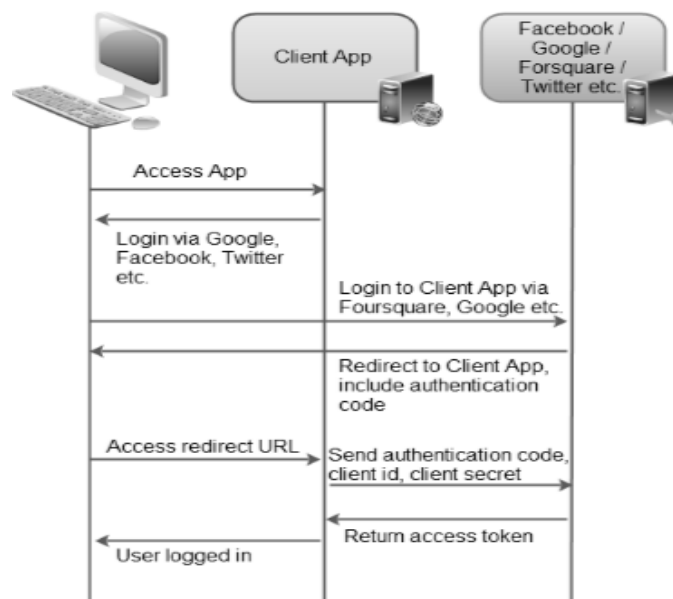 Client App
Facebook /
Google /
Forsquare /
Twitter etc.
Access App
Login via Google,
Facebook, Twitter
etc.
Login to Client App via
Foursquare, Google etc.
Redirect to Client App,
include authentication
code
Access redirect URL
Send authentication code,
client id, client secret
Return access token
User logged in